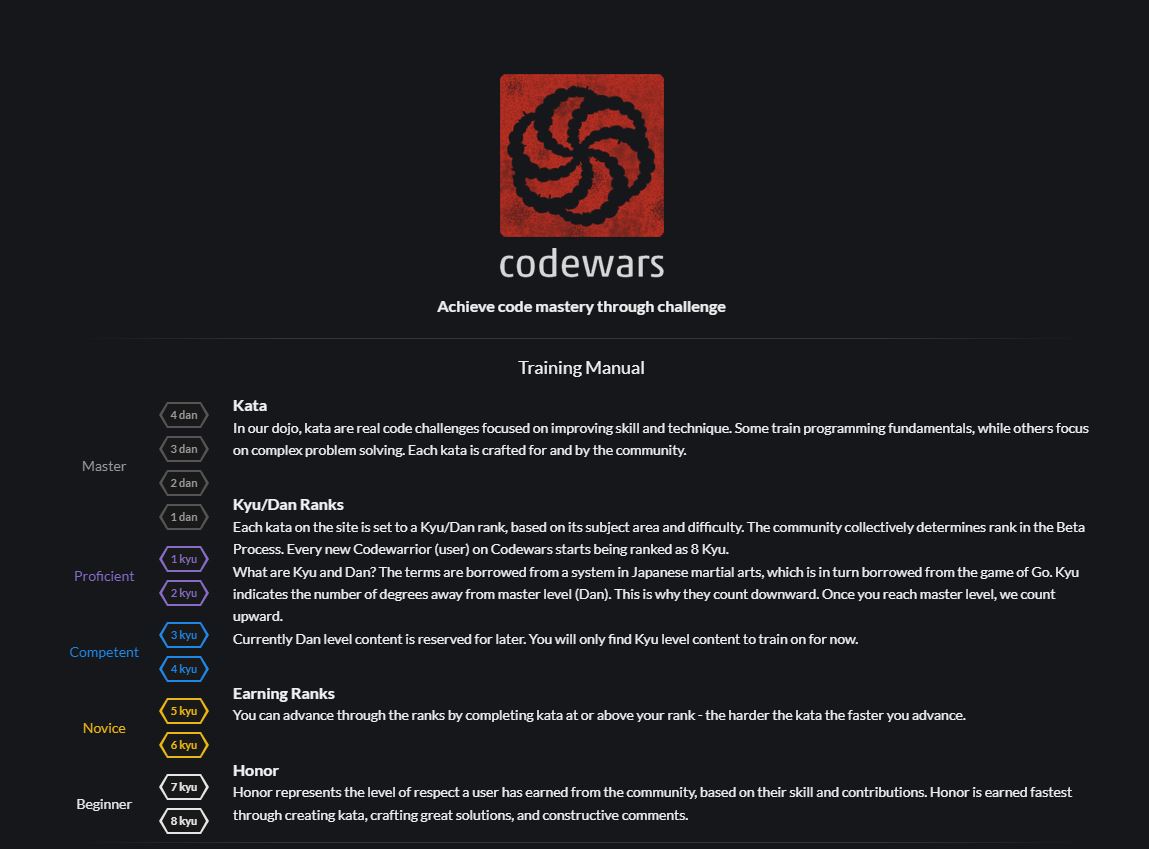 codewars
Achieve code mastery through challenge
Training Manual
Master
4 dan
3 dan
2 dan
1 dan
Proficient
1 kyu
2 kyu
Competent
3 kyu
4 kyu
Novice
5 kyu
6 kyu
Beginner
7 kyu
8 kyu
Kata
In our dojo, kata are real code challenges focused on improving skill and technique. Some train programming fundamentals, while others focus
on complex problem solving. Each kata is crafted for and by the community.
Kyu/Dan Ranks
Each kata on the site is set to a Kyu/Dan rank, based on its subject area and difficulty. The community collectively determines rank in the Beta
Process. Every new Codewarrior (user) on Codewars starts being ranked as 8 Kyu.
What are Kyu and Dan? The terms are borrowed from a system in Japanese martial arts, which is in turn borrowed from the game of Go. Kyu
indicates the number of degrees away from master level (Dan). This is why they count downward. Once you reach master level, we count
upward.
Currently Dan level content is reserved for later. You will only find Kyu level content to train on for now.
Earning Ranks
You can advance through the ranks by completing kata at or above your rank - the harder the kata the faster you advance.
Honor
Honor represents the level of respect a user has earned from the community, based on their skill and contributions. Honor is earned fastest
through creating kata, crafting great solutions, and constructive comments.